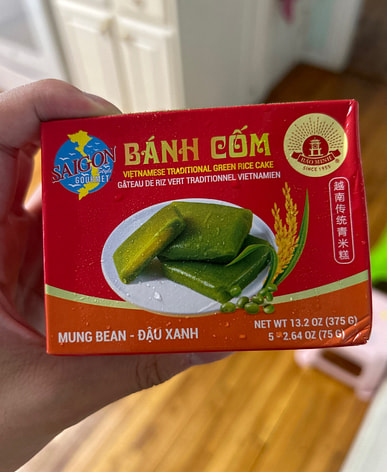 SAIGON
GOURMET
BÁNH CỐM
VIETNAMESE TRADITIONAL GREEN RICE CAKE
GÂTEAU DE RIZ VERT TRADITIONNEL VIETNAMIEN
BẢO MINH
SINCE 1955
越南传统青米糕
MUNG BEAN - ĐẬU XANH
NET WT 13.2 OZ (375 G)
5 - 2.64 OZ (75 G)